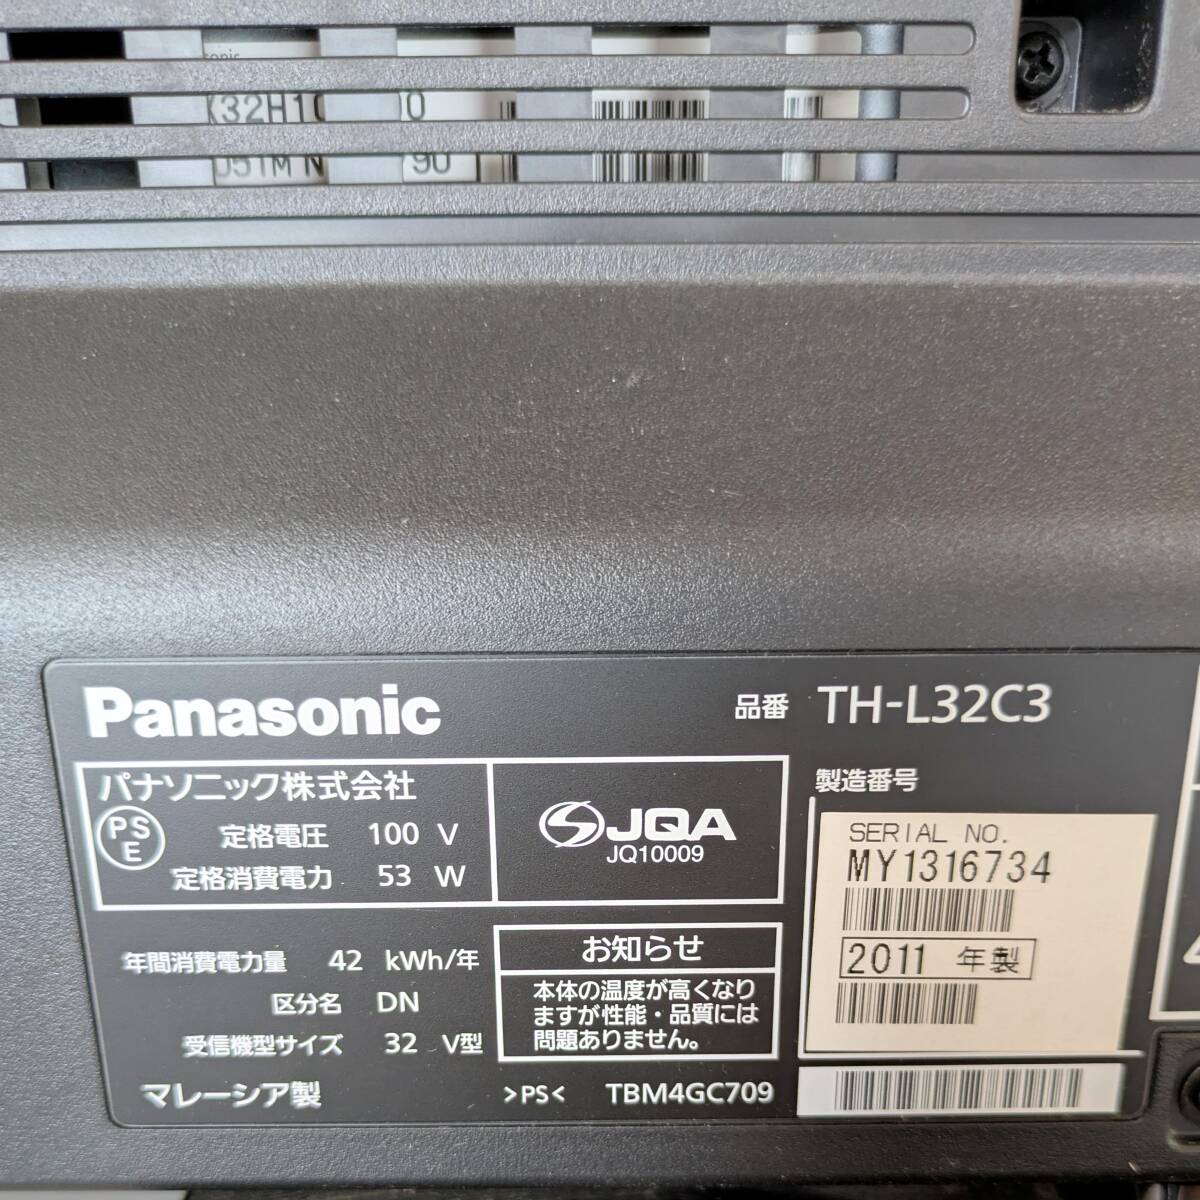 Panasonic
品番 TH-L32C3
パナソニック株式会社
PS
E
定格電圧 100 V
定格消費電力 53 W
JQA
JQ10009
製造番号
SERIAL NO.
MY1316734
2011 年製
年間消費電力量 42 kWh/年
区分名 DN
受信機型サイズ 32 V型
お知らせ
本体の温度が高くなり
ますが性能・品質には
問題ありません。
マレーシア製
>PS< TBM4GC709